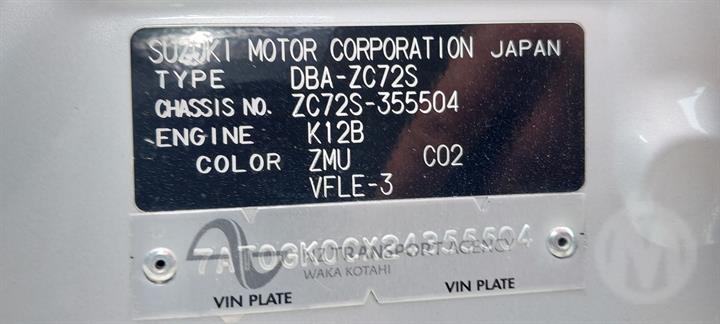 SUZUKI MOTOR CORPORATION JAPAN
TYPE DBA-ZC72S
CHASSIS NO. ZC72S-355504
ENGINE K12B
COLOR ZMU C02
VFLE-3
NZ TRANSPORT AGENCY
WAKA KOTAHI
VIN PLATE VIN PLATE